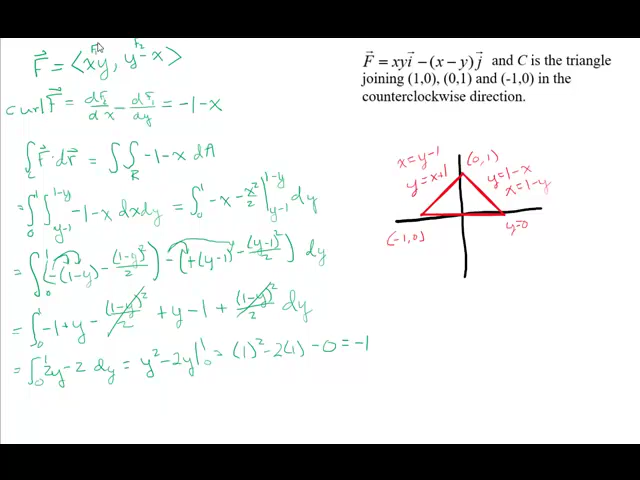 F⃗ = ⟨xy, y-x⟩
F₁ F₂
curl F⃗ = dF₂/dx - dF₁/dy = -1-x
∫_C F⃗·dr⃗ = ∫∫_R -1-x dA
= ∫₀¹ ∫_{y-1}^{1-y} -1-x dxdy = ∫₀¹ -x - x²/2 |_{y-1}^{1-y} dy
= ∫₀¹ (-(1-y) - (1-y)²/2) - (+(y-1) - (y-1)²/2) dy
= ∫₀¹ -1+y - (1-y)²/2 + y-1 + (1-y)²/2 dy
= ∫₀¹ 2y-2 dy = y²-2y |₀¹ = (1)²-2(1) - 0 = -1
F⃗ = xyi⃗ - (x - y)j⃗ and C is the triangle
joining (1,0), (0,1) and (-1,0) in the
counterclockwise direction.
x=y-1
(0,1)
y=x+1
y=1-x
x=1-y
(-1,0)
y=0